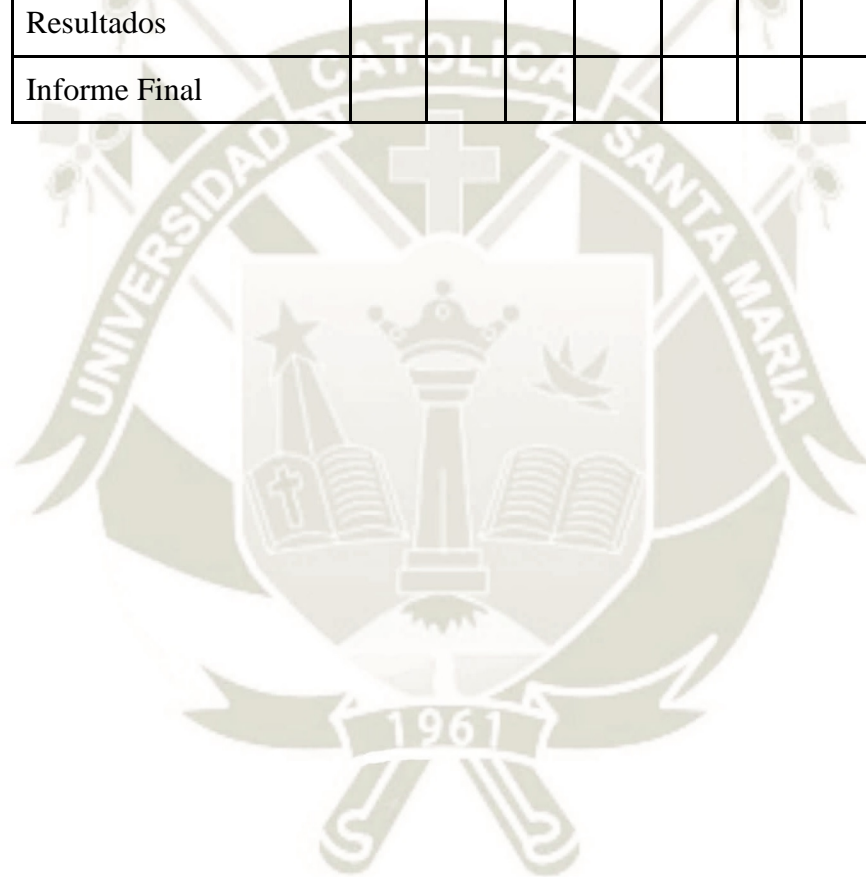 Resultados
Informe Final
CATOLICA
UNIVERSIDAD
SANTA MARIA
1961